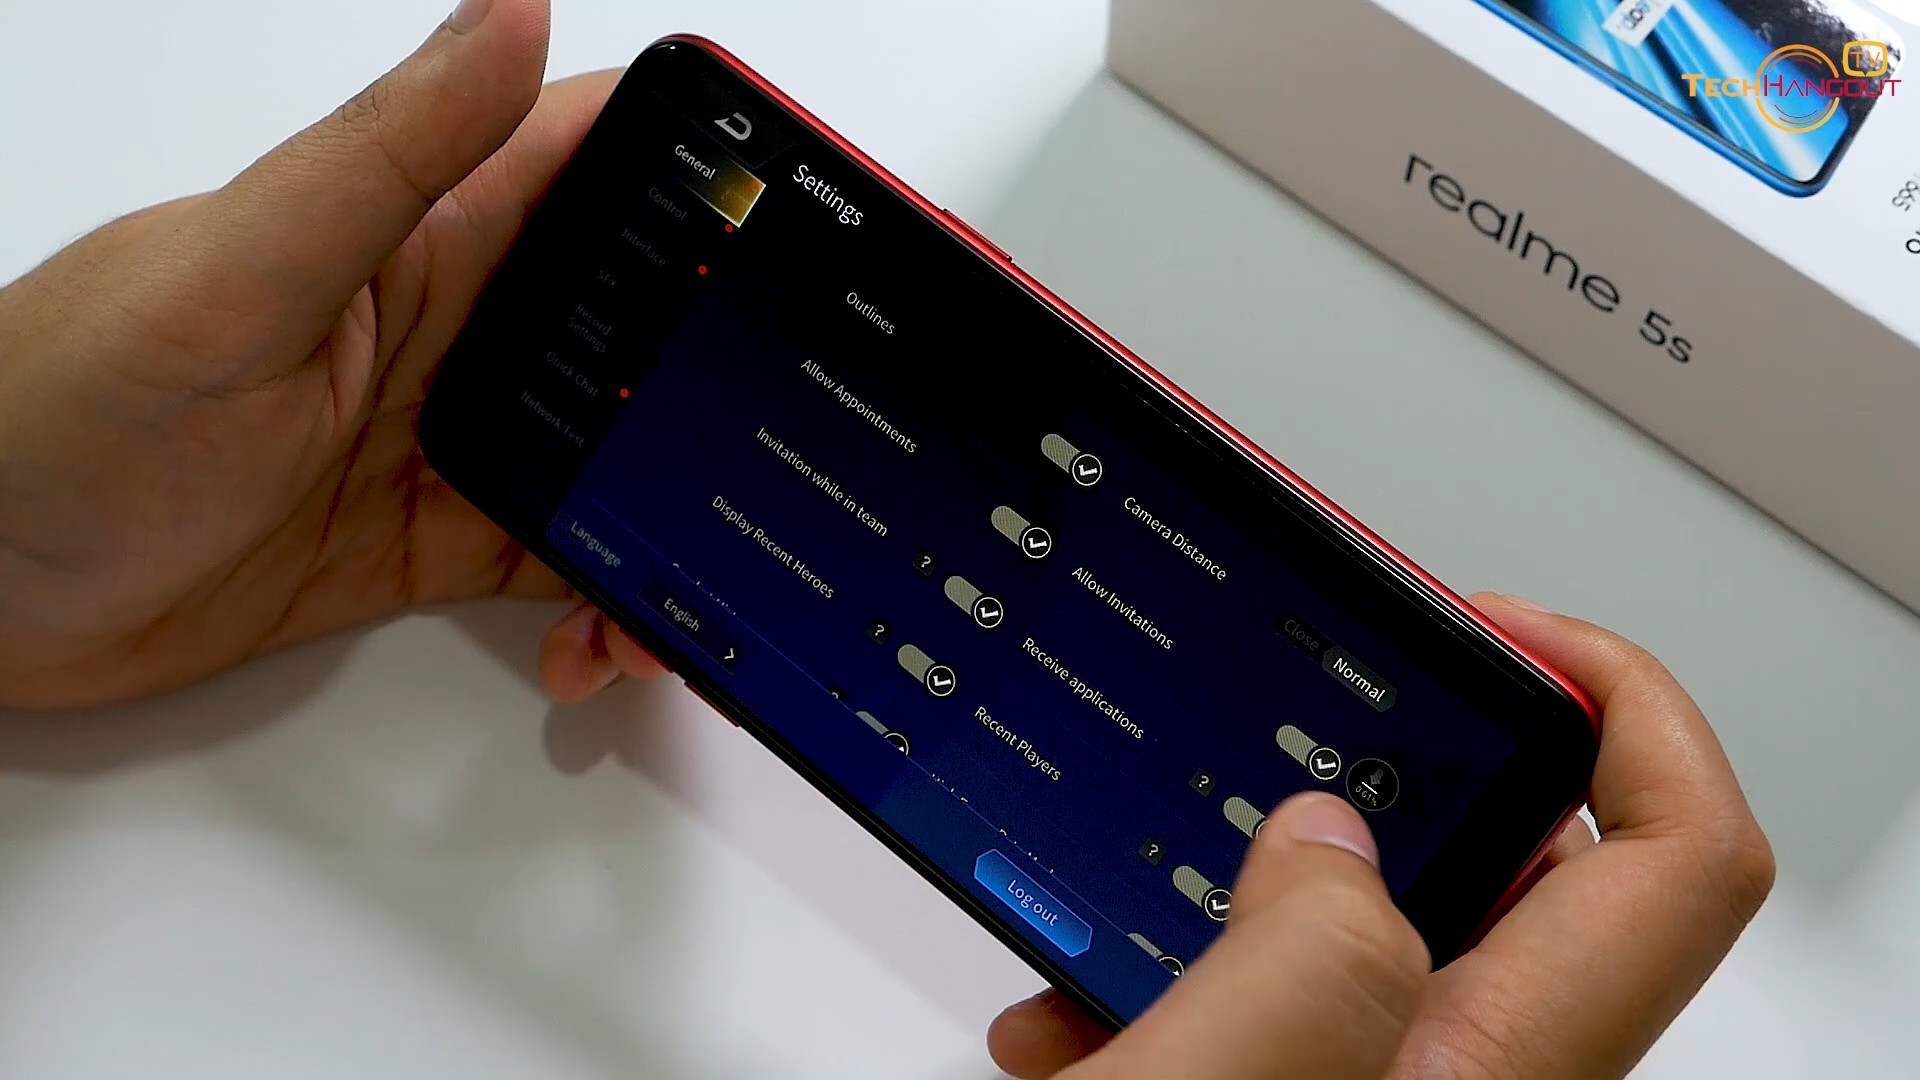 TV
TECHHANGOUT
realme 5s
Settings
General
Control
Interface
SFX
Record
Settings
Quick Chat
Network Test
Language
English
Outlines
Allow Appointments
Invitation while in team
?
Display Recent Heroes
?
Camera Distance
Close
Normal
Allow Invitations
Receive applications
?
Recent Players
?
Log out